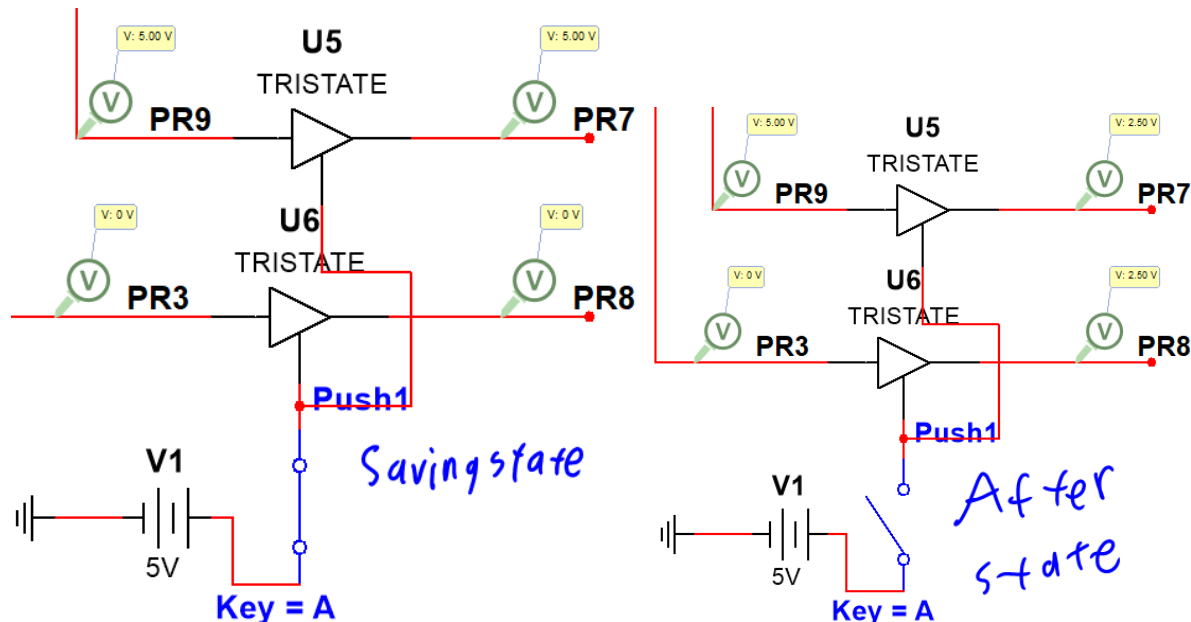 V: 5.00 V
V: 5.00 V
U5
TRISTATE
PR9
PR7
V
V
V: 0 V
V: 0 V
U6
TRISTATE
PR3
PR8
V
V
Push1
Saving state
V1
5V
Key = A
V: 5.00 V
V: 2.50 V
U5
TRISTATE
PR9
PR7
V
V
V: 0 V
V: 2.50 V
U6
TRISTATE
PR3
PR8
V
V
Push1
After
state
V1
5V
Key = A